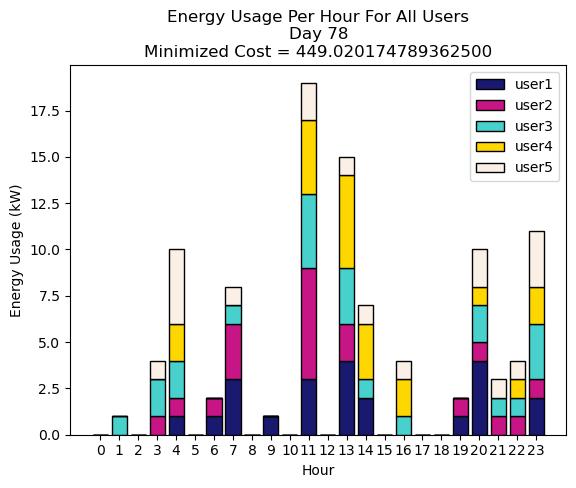 Energy Usage Per Hour For All Users
Day 78
Minimized Cost = 449.020174789362500
user1
user2
user3
user4
user5
Energy Usage (kW)
17.5
15.0
12.5
10.0
7.5
5.0
2.5
0.0
0 1 2 3 4 5 6 7 8 9 10 11 12 13 14 15 16 17 18 19 20 21 22 23
Hour